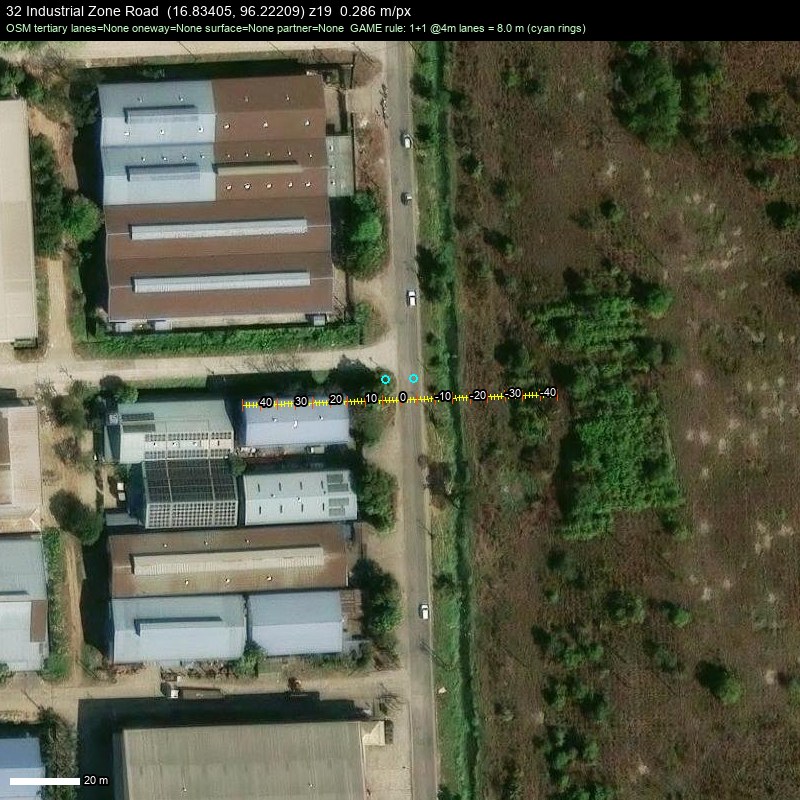 32 Industrial Zone Road (16.83405, 96.22209) z19 0.286 m/px
OSM tertiary lanes=None oneway=None surface=None partner=None GAME rule: 1+1 @4m lanes = 8.0 m (cyan rings)
40 30 20 10 0 -10 -20 -30 -40
20 m